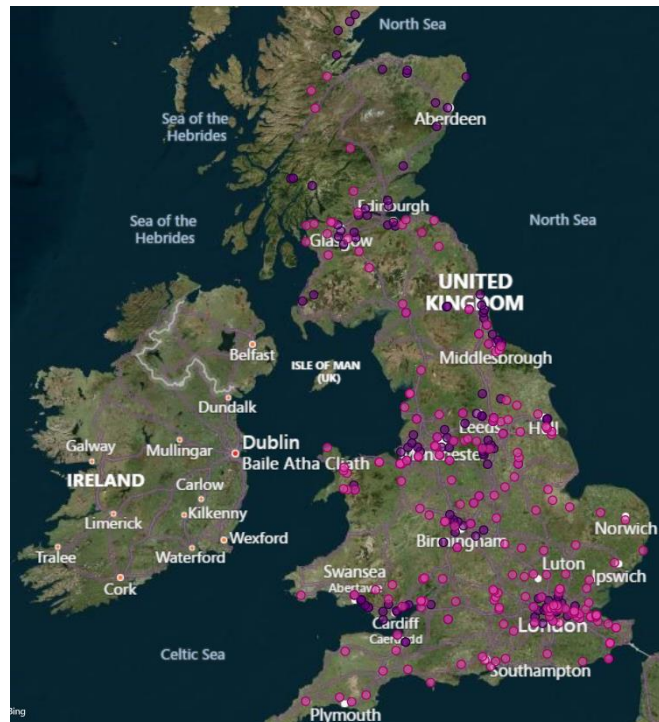 North Sea
Sea of the
Hebrides
Aberdeen
Sea of the
Hebrides
Edinburgh
Glasgow
North Sea
UNITED
KINGDOM
Belfast
ISLE OF MAN
(UK)
Middlesbrough
Dundalk
Galway
Mullingar
Dublin
Baile Atha Cliath
Leeds
Hull
Manchester
IRELAND
Carlow
Limerick
Kilkenny
Tralee
Waterford
Wexford
Cork
Birmingham
Norwich
Luton
Ipswich
Swansea
Abertawe
Cardiff
Caerdydd
London
Celtic Sea
Southampton
Plymouth
Bing